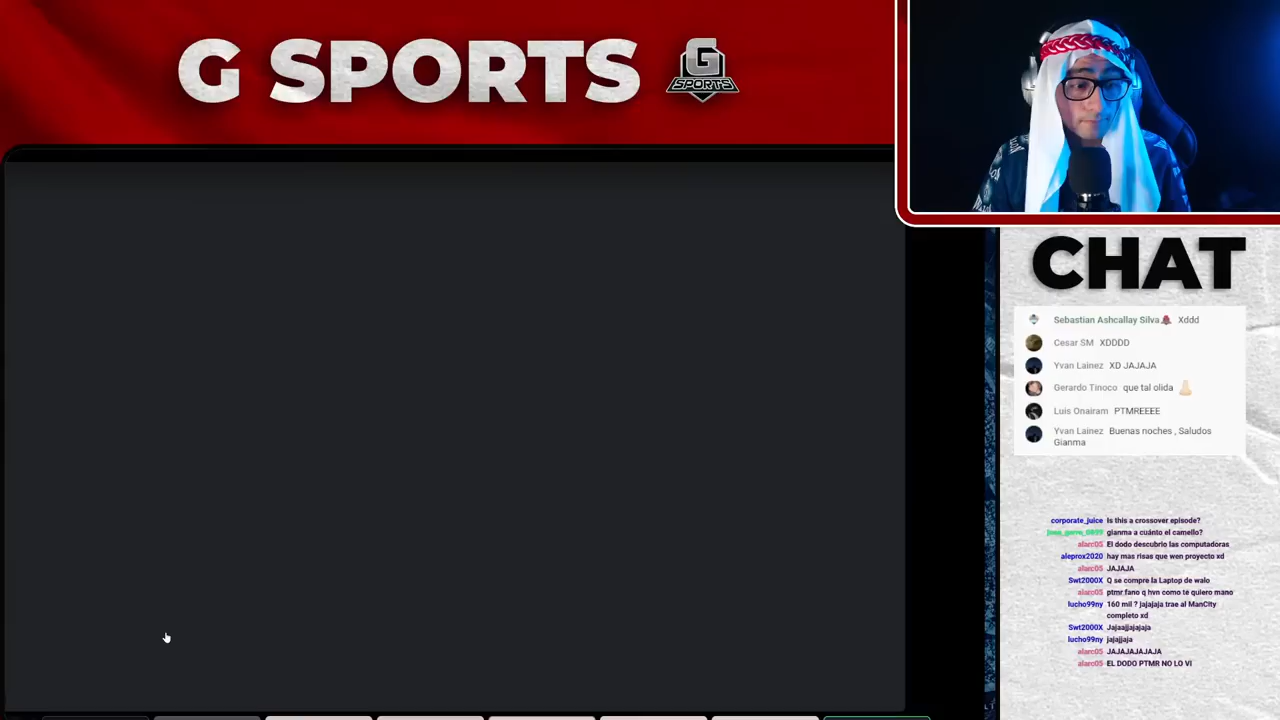 G SPORTS
G
SPORTS
CHAT
Sebastian Ashcallay Silva Xddd
Cesar SM XDDDD
Yvan Lainez XD JAJAJA
Gerardo Tinoco que tal olida
Luis Onairam PTMREEEE
Yvan Lainez Buenas noches , Saludos
Gianma
corporate_juice Is this a crossover episode?
gianma a cuánto el camello?
alarc05 El dodo descubrio las computadoras
aleprox2020 hay mas risas que wen proyecto xd
alarc05 JAJAJA
Swt2000X Q se compre la Laptop de walo
alarc05 ptmr fano q hvn como te quiero mano
lucho99ny 160 mil ? jajajaja trae al ManCity
completo xd
Swt2000X Jajaajjajajaja
lucho99ny jajajjaja
alarc05 JAJAJAJAJAJA
alarc05 EL DODO PTMR NO LO VI